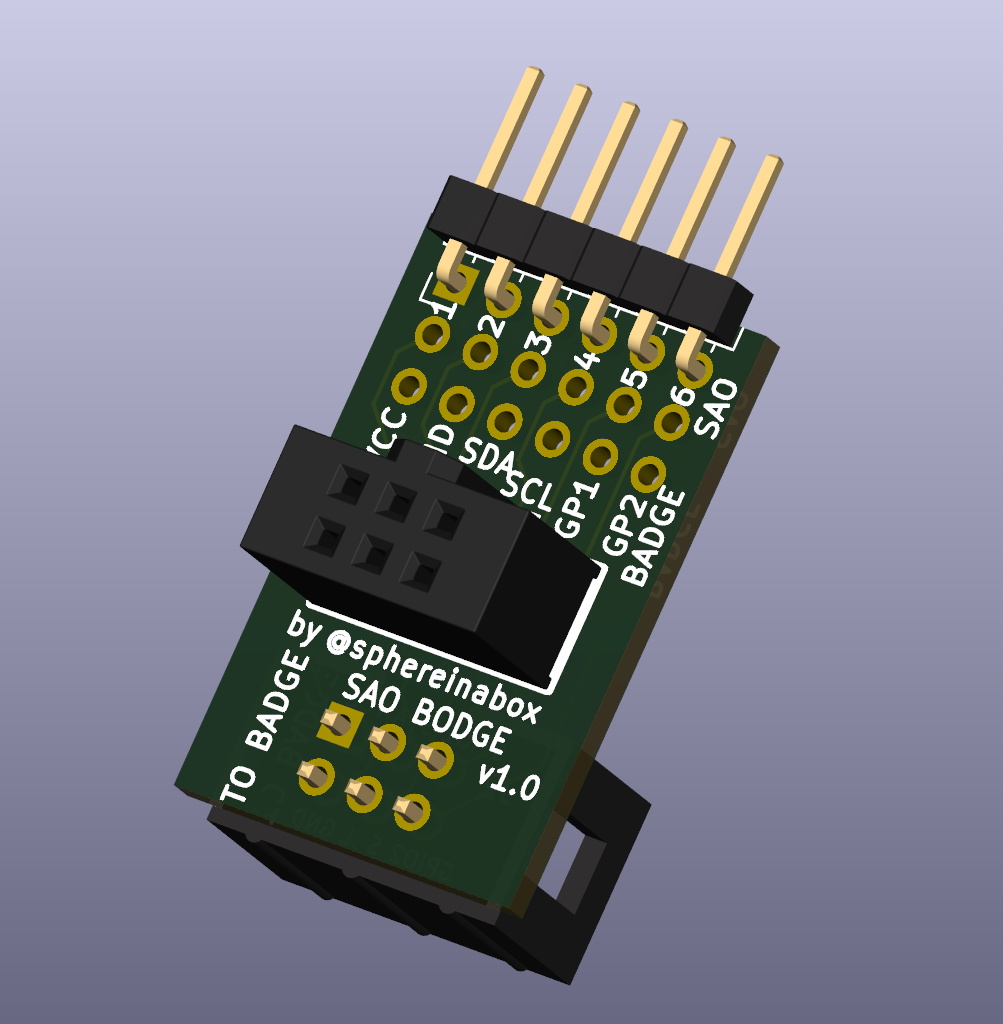 1 2 3 4 5 6
SAO
VCC
SDA
SCL
GP1
GP2
BADGE
by @sphereinabox
SAO BODGE
v1.0
TO BADGE